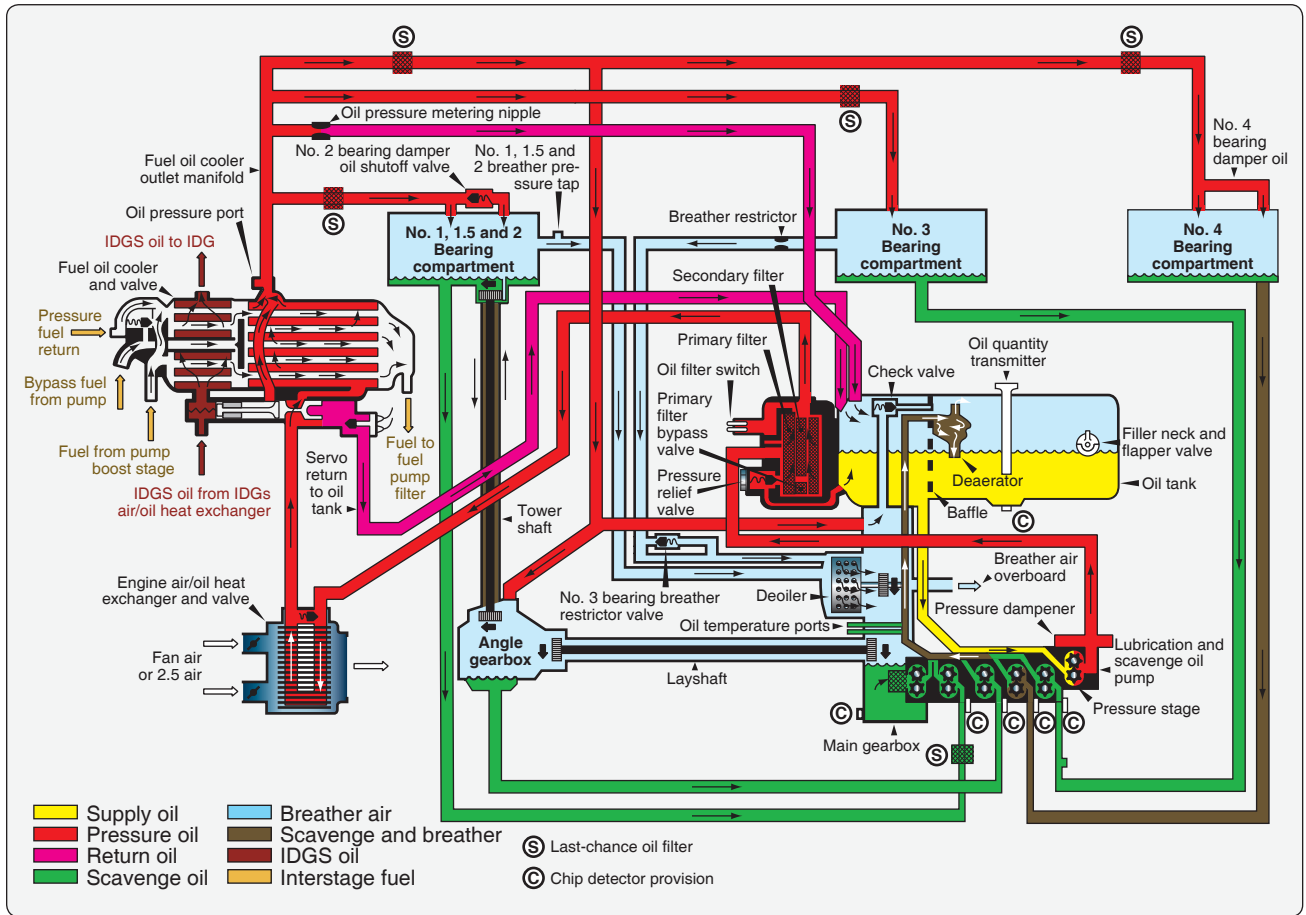 S
S
Oil pressure metering nipple
S
No. 2 bearing damper
oil shutoff valve
No. 1, 1.5 and
2 breather pre-
ssure tap
No. 4
bearing
damper oil
Fuel oil cooler
outlet manifold
S
Oil pressure port
Breather restrictor
IDGS oil to IDG
No. 1, 1.5 and 2
Bearing
compartment
No. 3
Bearing
compartment
No. 4
Bearing
compartment
Fuel oil cooler
and valve
Secondary filter
Pressure
fuel
return
Primary filter
Oil quantity
transmitter
Oil filter switch
Check valve
Bypass fuel
from pump
Primary
filter
bypass
valve
Fuel from pump
boost stage
Fuel to
fuel
pump
filter
Filler neck and
flapper valve
Servo
return
to oil
tank
Pressure
relief
valve
Deaerator
Oil tank
IDGS oil from IDGs
air/oil heat exchanger
Baffle
C
Tower
shaft
Breather air
overboard
Engine air/oil heat
exchanger and valve
No. 3 bearing breather
restrictor valve
Deoiler
Pressure dampener
Oil temperature ports
Lubrication and
scavenge oil
pump
Angle
gearbox
Fan air
or 2.5 air
Layshaft
Pressure stage
C
C
C
C
C
Main gearbox
S
Supply oil
Pressure oil
Return oil
Scavenge oil
Breather air
Scavenge and breather
IDGS oil
Interstage fuel
S Last-chance oil filter
C Chip detector provision